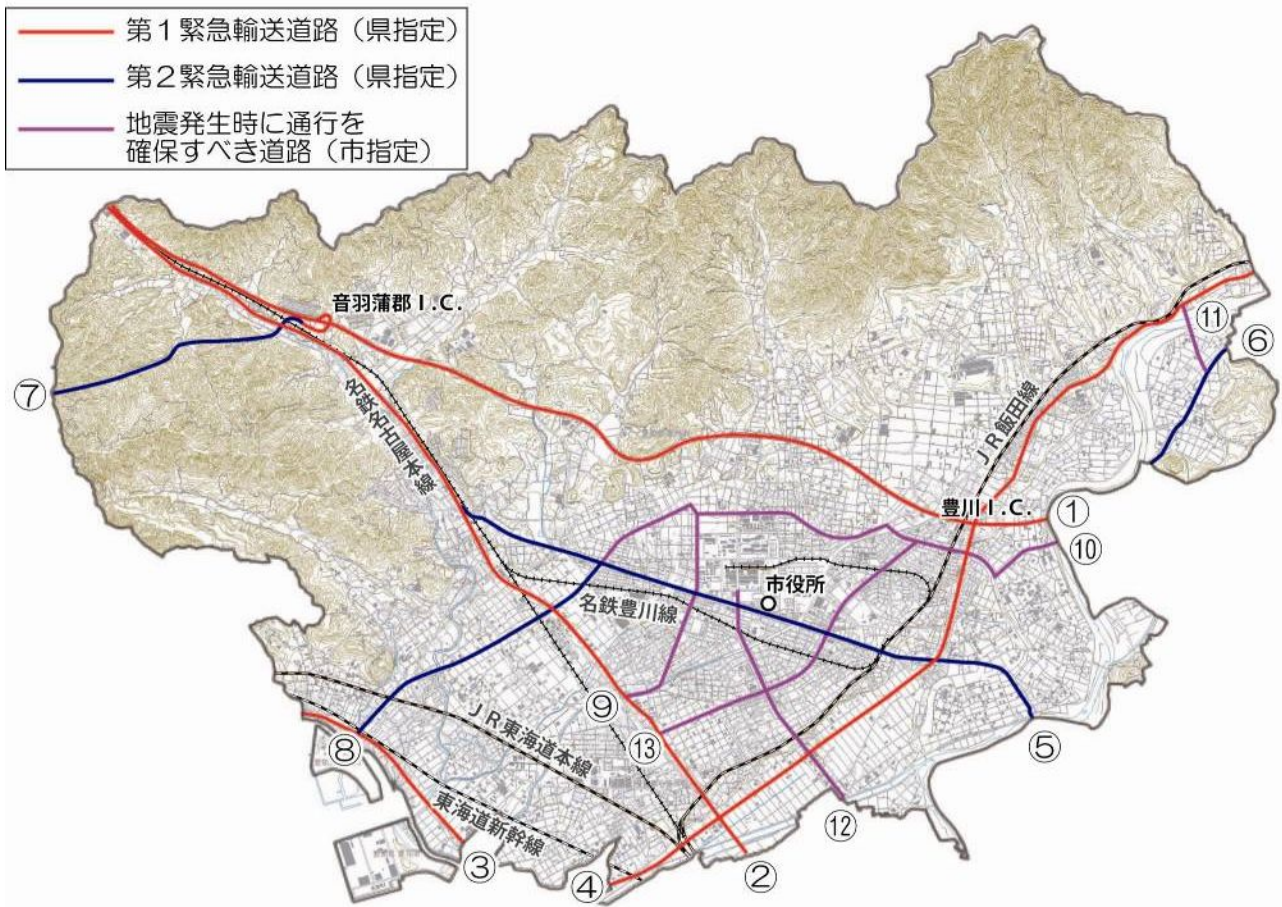 第1緊急輸送道路（県指定）
第2緊急輸送道路（県指定）
地震発生時に通行を
確保すべき道路（市指定）
音羽蒲郡I.C.
⑪
⑥
⑦
名鉄名古屋本線
JR飯田線
豊川I.C.
①
⑩
市役所
名鉄豊川線
⑨
JR東海道本線
⑬
⑧
⑤
東海道新幹線
⑫
③
④
②